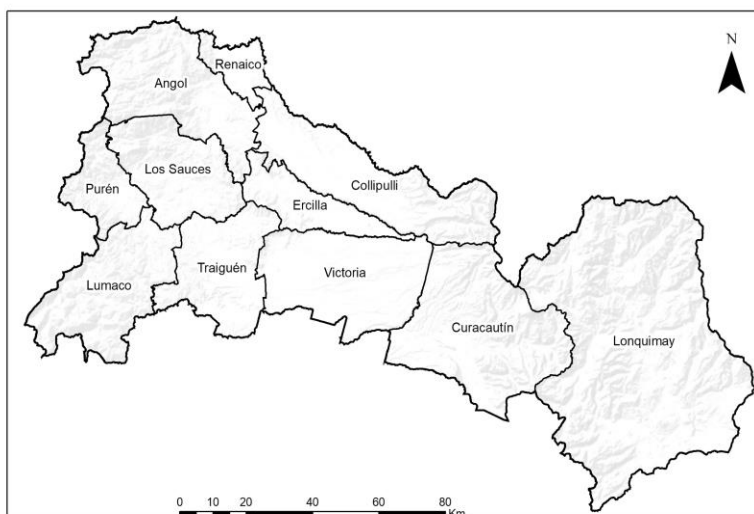 N
Renaico
Angol
Los Sauces
Collipulli
Purén
Ercilla
Traiguén
Victoria
Lumaco
Curacautín
Lonquimay
0 10 20 40 60 80
Km